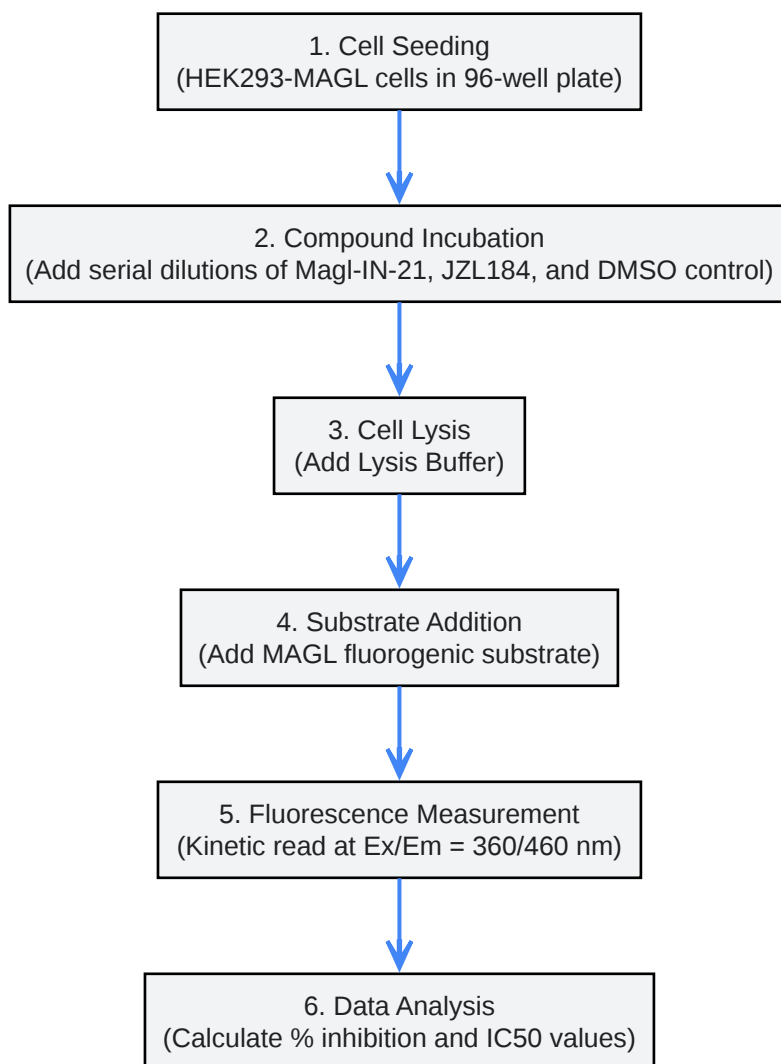 1. Cell Seeding
(HEK293-MAGL cells in 96-well plate)
2. Compound Incubation
(Add serial dilutions of Magl-IN-21, JZL184, and DMSO control)
3. Cell Lysis
(Add Lysis Buffer)
4. Substrate Addition
(Add MAGL fluorogenic substrate)
5. Fluorescence Measurement
(Kinetic read at Ex/Em = 360/460 nm)
6. Data Analysis
(Calculate % inhibition and IC50 values)